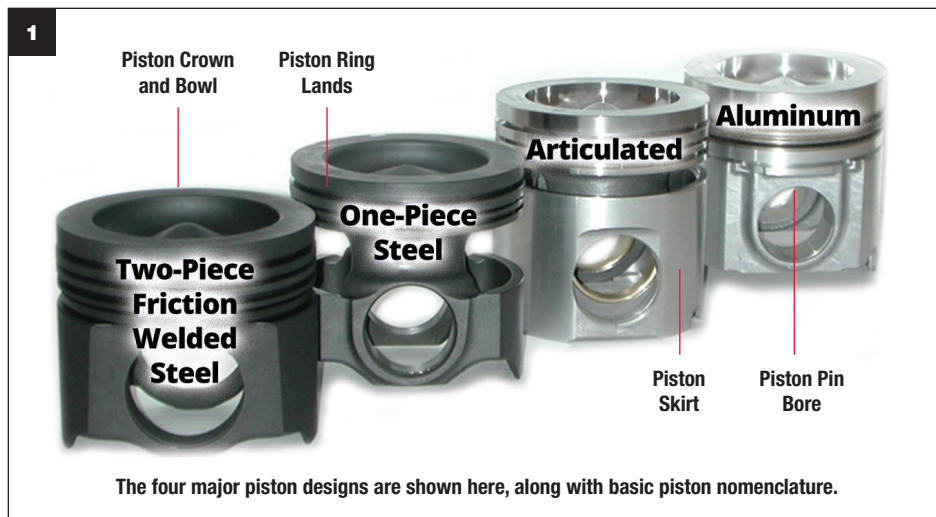 1
Piston Crown
and Bowl
Piston Ring
Lands
Two-Piece
Friction
Welded
Steel
One-Piece
Steel
Articulated
Aluminum
Piston
Skirt
Piston Pin
Bore
The four major piston designs are shown here, along with basic piston nomenclature.